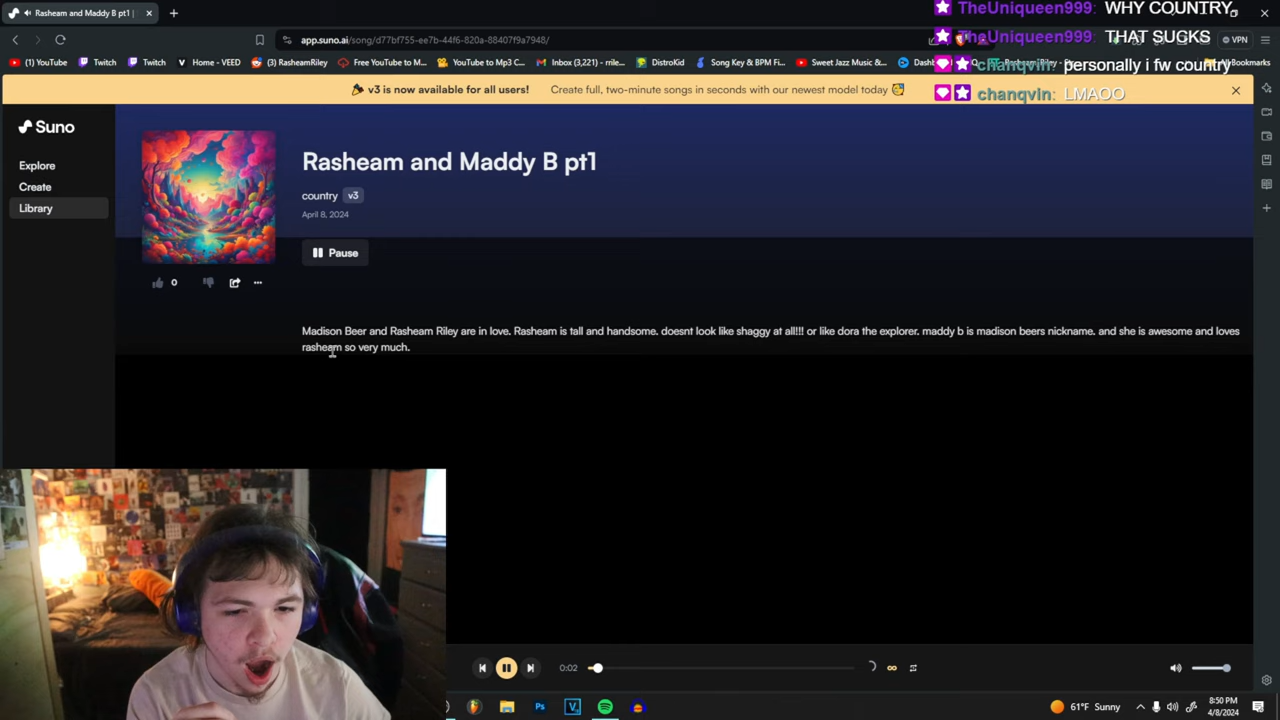 Rasheam and Maddy B pt1 |
TheUniqueen999: WHY COUNTRY
app.suno.ai/song/d77bf755-ee7b-44f6-820a-88407f9a7948/
TheUniqueen999: THAT SUCKS
VPN
(1) YouTube
Twitch
Twitch
Home — VEED
(3) RasheamRiley
Free YouTube to M...
YouTube to Mp3 C...
Inbox (3,221) - rile...
DistroKid
Song Key & BPM Fi...
Sweet Jazz Music &...
chanqvin: personally i fw country
v3 is now available for all users! Create full, two-minute songs in seconds with our newest model today
chanqvin: LMAOO
Suno
Explore
Create
Library
Rasheam and Maddy B pt1
country v3
April 8, 2024
Pause
0
Madison Beer and Rasheam Riley are in love. Rasheam is tall and handsome. doesnt look like shaggy at all!!! or like dora the explorer. maddy b is madison beers nickname. and she is awesome and loves
rasheam so very much.
0:02
Ps
V
61°F Sunny
8:50 PM
4/8/2024